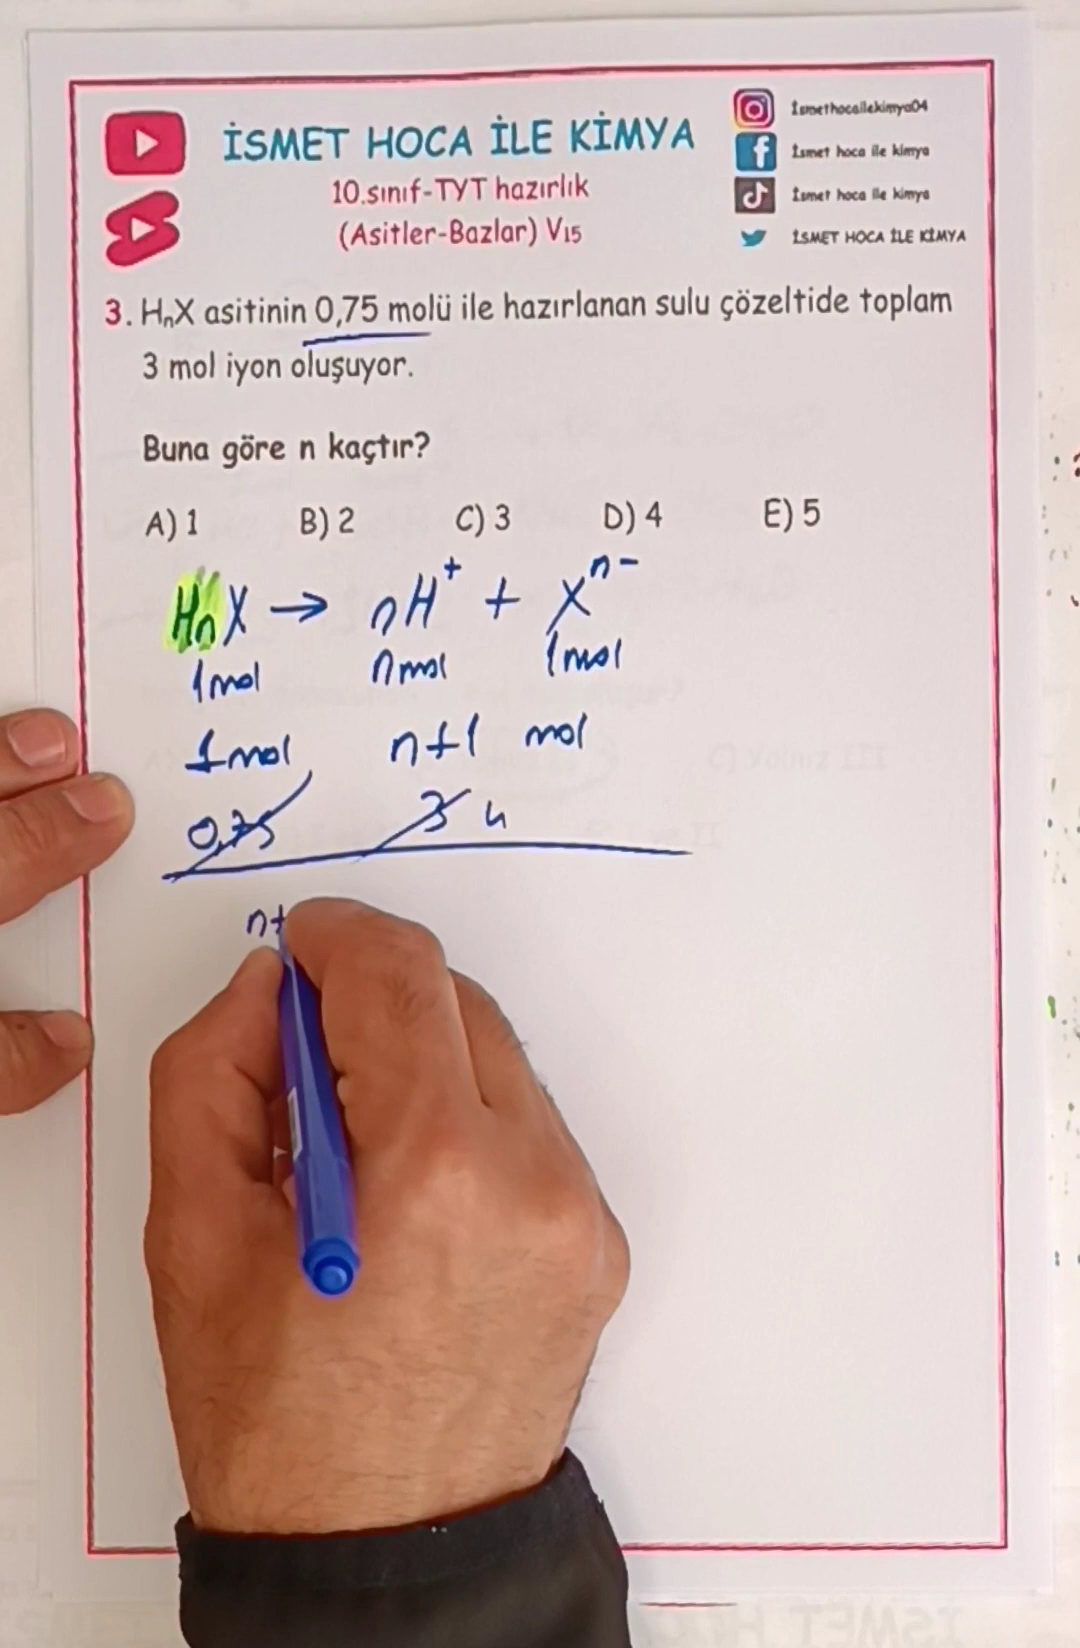 İSMET HOCA İLE KİMYA
10.sınıf-TYT hazırlık
(Asitler-Bazlar) V15
İsmethocailekimya04
İsmet hoca ile kimya
İsmet hoca ile kimya
İSMET HOCA İLE KİMYA
3. HnX asitinin 0,75 molü ile hazırlanan sulu çözeltide toplam
3 mol iyon oluşuyor.
Buna göre n kaçtır?
A) 1 B) 2 C) 3 D) 4 E) 5
HnX → nH⁺ + Xⁿ⁻
1mol nmol 1mol
1mol n+1 mol
0,75 3 4
n+